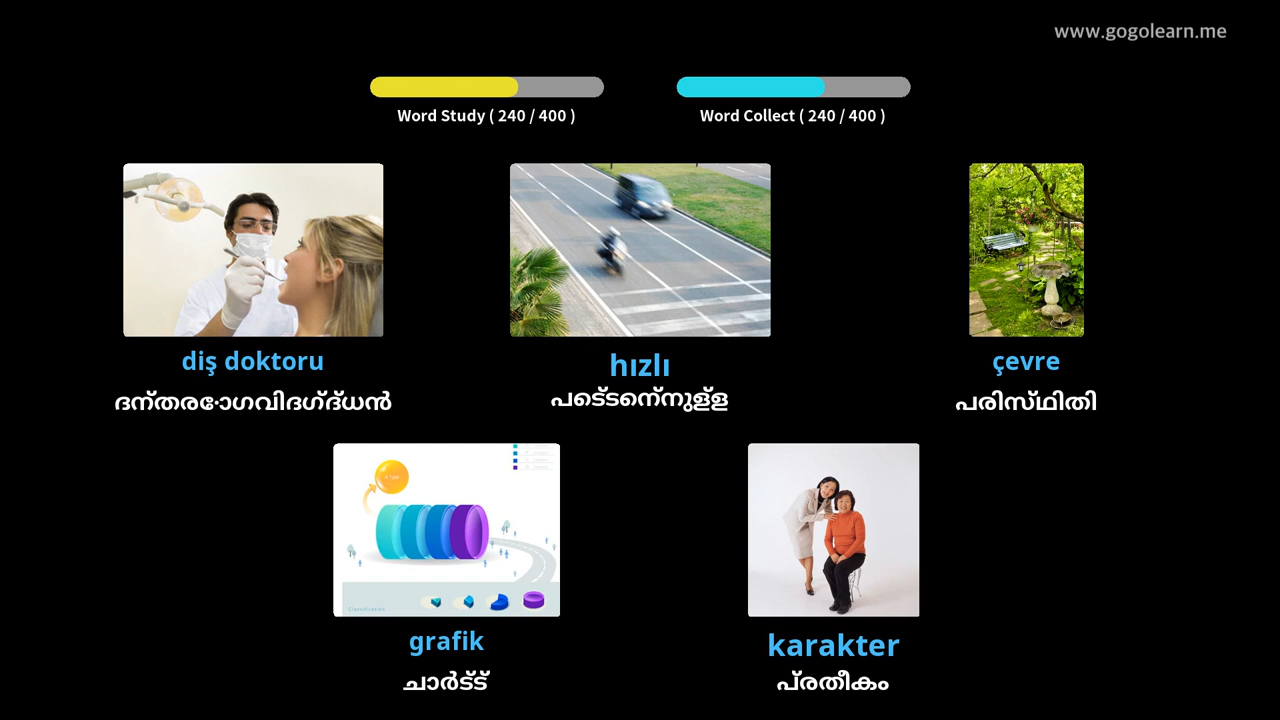 www.gogolearn.me
Word Study ( 240 / 400 )
Word Collect ( 240 / 400 )
diş doktoru
ദന്തരോഗവിദഗ്ദ്ധൻ
hızlı
പെട്ടെന്നുള്ള
çevre
പരിസ്ഥിതി
Classification
grafik
ചാർട്ട്
karakter
പ്രതീകം